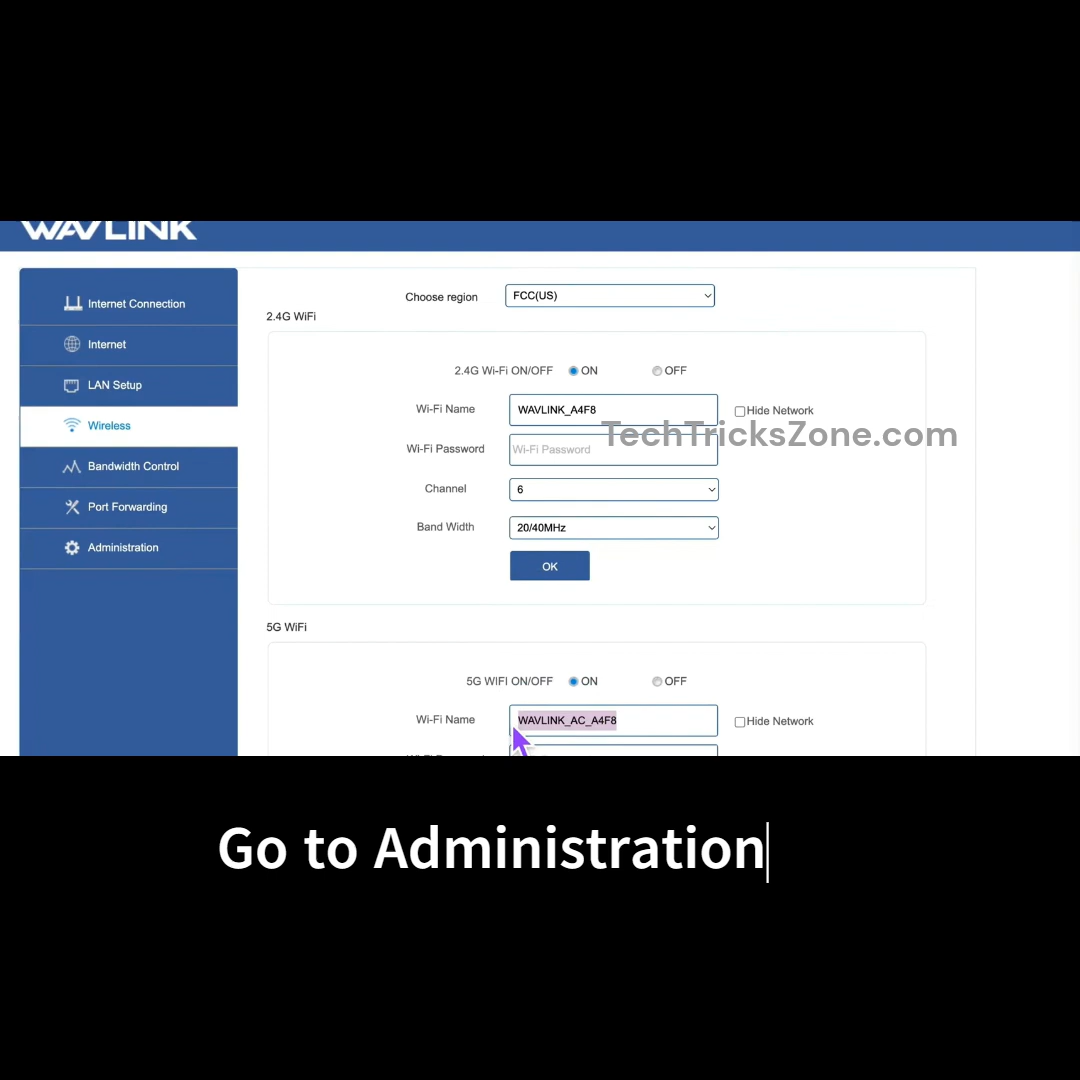 WAVLINK
Internet Connection
Internet
LAN Setup
Wireless
Bandwidth Control
Port Forwarding
Administration
Choose region FCC(US)
2.4G WiFi
2.4G Wi-Fi ON/OFF ON OFF
Wi-Fi Name WAVLINK_A4F8 Hide Network
TechTricksZone.com
Wi-Fi Password Wi-Fi Password
Channel 6
Band Width 20/40MHz
OK
5G WiFi
5G WIFI ON/OFF ON OFF
Wi-Fi Name WAVLINK_AC_A4F8 Hide Network
Go to Administration